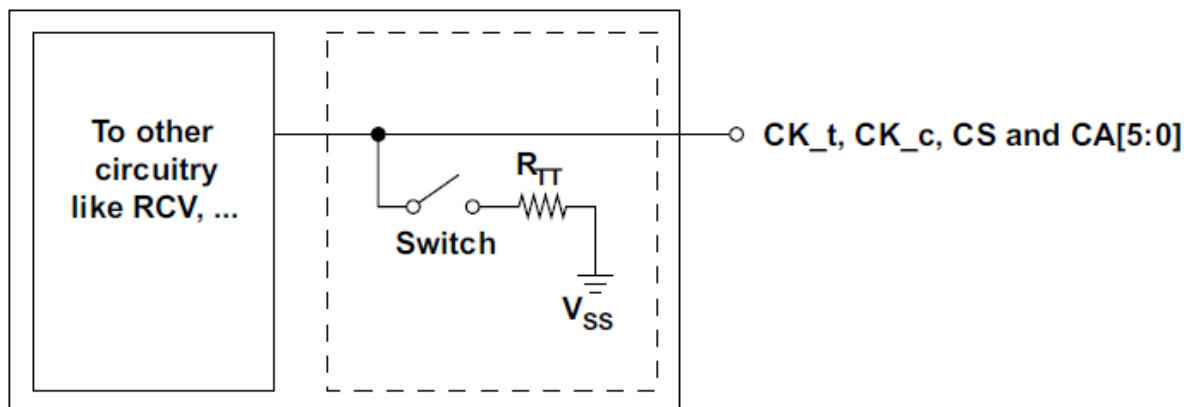 To other
circuitry
like RCV, ...
CK_t, CK_c, CS and CA[5:0]
RTT
Switch
VSS